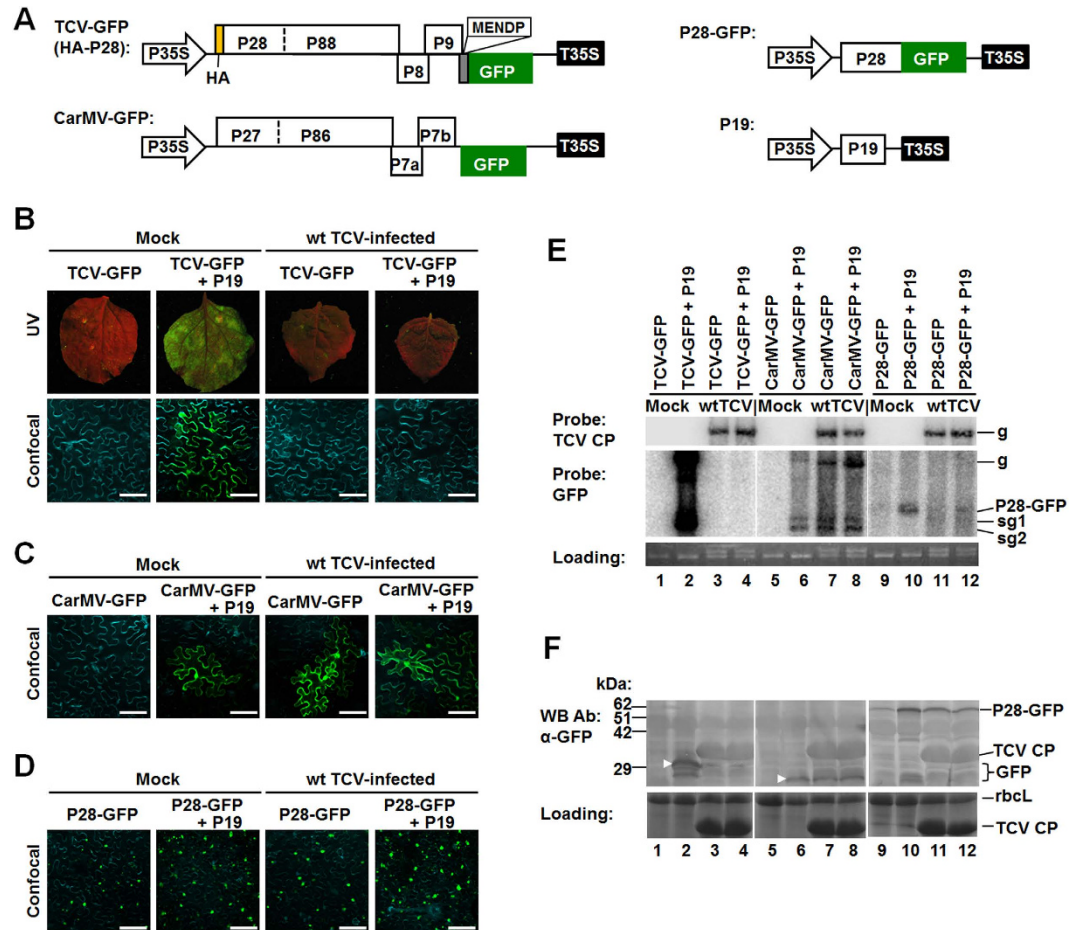 A
TCV-GFP
(HA-P28):
P35S
HA
P28
P88
P8
P9
MENDP
GFP
T35S
P28-GFP:
P35S
P28
GFP
T35S
CarMV-GFP:
P35S
P27
P86
P7a
P7b
GFP
T35S
P19:
P35S
P19
T35S
B
Mock
wt TCV-infected
TCV-GFP
TCV-GFP
+ P19
TCV-GFP
TCV-GFP
+ P19
UV
Confocal
C
Mock
wt TCV-infected
CarMV-GFP
CarMV-GFP
+ P19
CarMV-GFP
CarMV-GFP
+ P19
Confocal
D
Mock
wt TCV-infected
P28-GFP
P28-GFP
+ P19
P28-GFP
P28-GFP
+ P19
Confocal
E
TCV-GFP
TCV-GFP + P19
TCV-GFP
TCV-GFP + P19
CarMV-GFP
CarMV-GFP + P19
CarMV-GFP
CarMV-GFP + P19
P28-GFP
P28-GFP + P19
P28-GFP
P28-GFP + P19
Mock wtTCV|Mock wtTCV|Mock wtTCV
Probe:
TCV CP
g
Probe:
GFP
g
P28-GFP
sg1
sg2
Loading:
1 2 3 4 5 6 7 8 9 10 11 12
F
kDa:
62
51
42
29
WB Ab:
α-GFP
P28-GFP
TCV CP
GFP
Loading:
rbcL
TCV CP
1 2 3 4 5 6 7 8 9 10 11 12